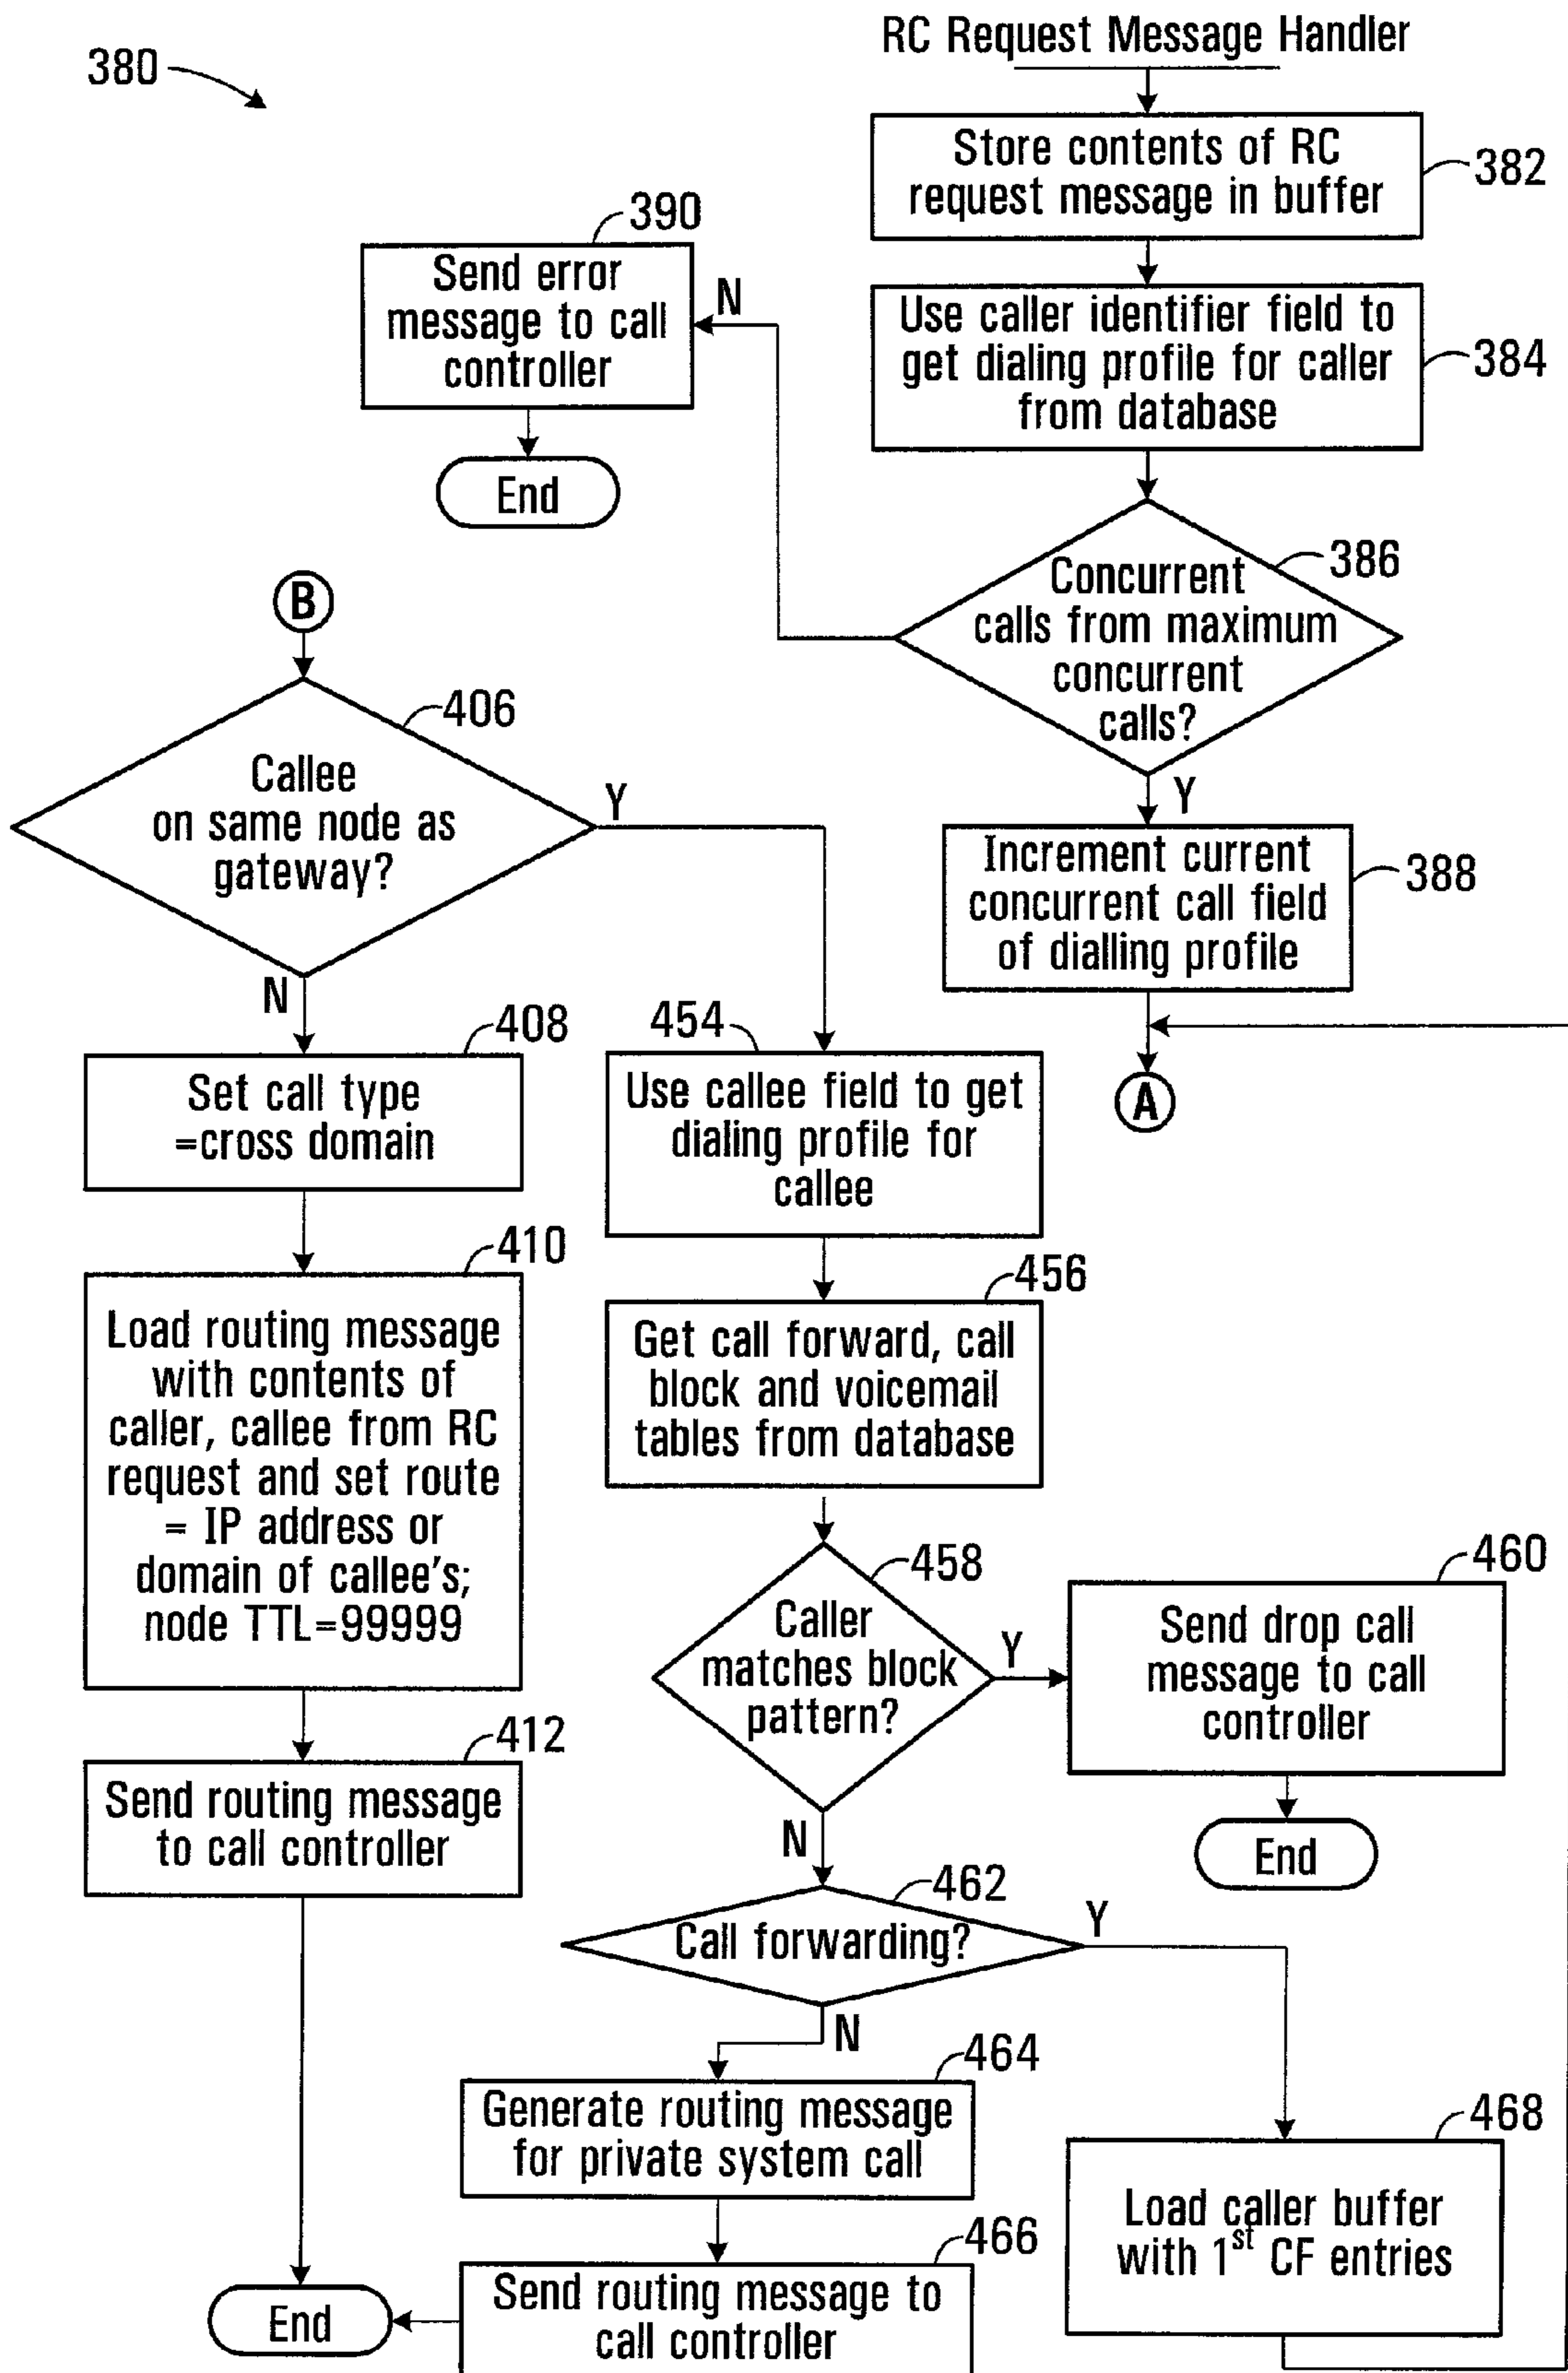 RC Request Message Handler
380
Store contents of RC
request message in buffer
382
390
Send error
message to call
controller
N
Use caller identifier field to
get dialing profile for caller
from database
384
End
386
Concurrent
calls from maximum
concurrent
calls?
B
406
Callee
on same node as
gateway?
Y
Y
Increment current
concurrent call field
of dialling profile
388
N
408
454
Set call type
=cross domain
Use callee field to get
dialing profile for
callee
A
410
456
Load routing message
with contents of
caller, callee from RC
request and set route
= IP address or
domain of callee's;
node TTL=99999
Get call forward, call
block and voicemail
tables from database
458
460
Caller
matches block
pattern?
Y
Send drop call
message to call
controller
412
Send routing message
to call controller
N
End
462
Call forwarding?
Y
N
464
Generate routing message
for private system call
468
Load caller buffer
with 1st CF entries
466
Send routing message to
call controller
End